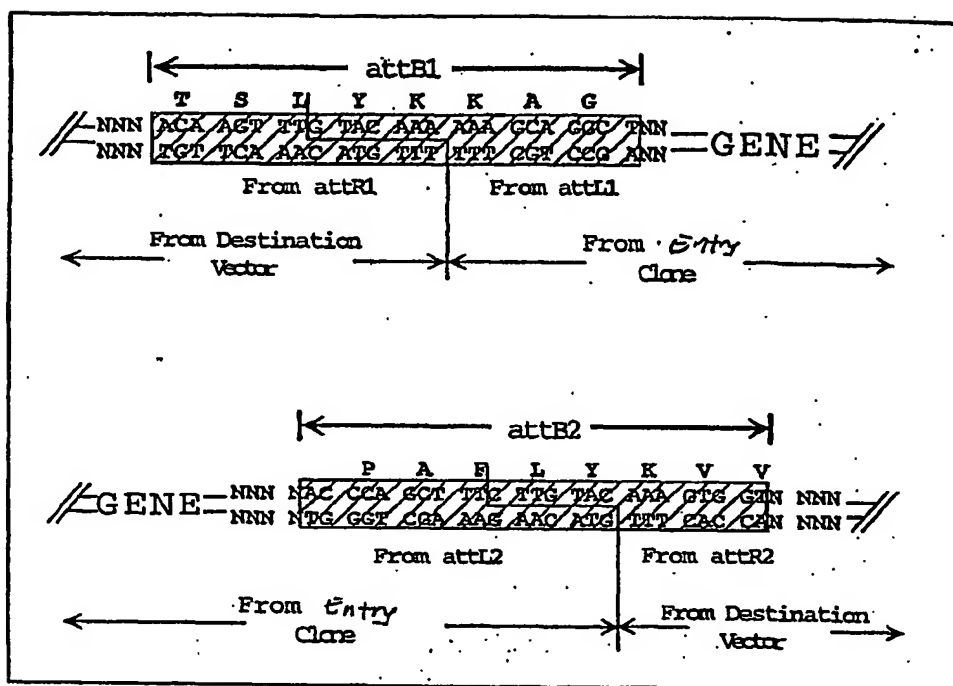 attB1
T S L Y K K A G
NNN ACA AGT TTG TAC AAA AAA GCA GGC TNN
GENE
NNN TGT TCA AAC ATG TTT TTT CGT CCG ANN
From attR1 From attL1
From Destination Vector
From Entry Clone
attB2
P A F L Y K V V
GENE
NNN NAC CCA GCT TTC TTG TAC AAA GTG GTN NNN
NNN NTG GGT CGA AAG AAC ATG TTT CAC CAN NNN
From attL2 From attR2
From Entry Clone
From Destination Vector